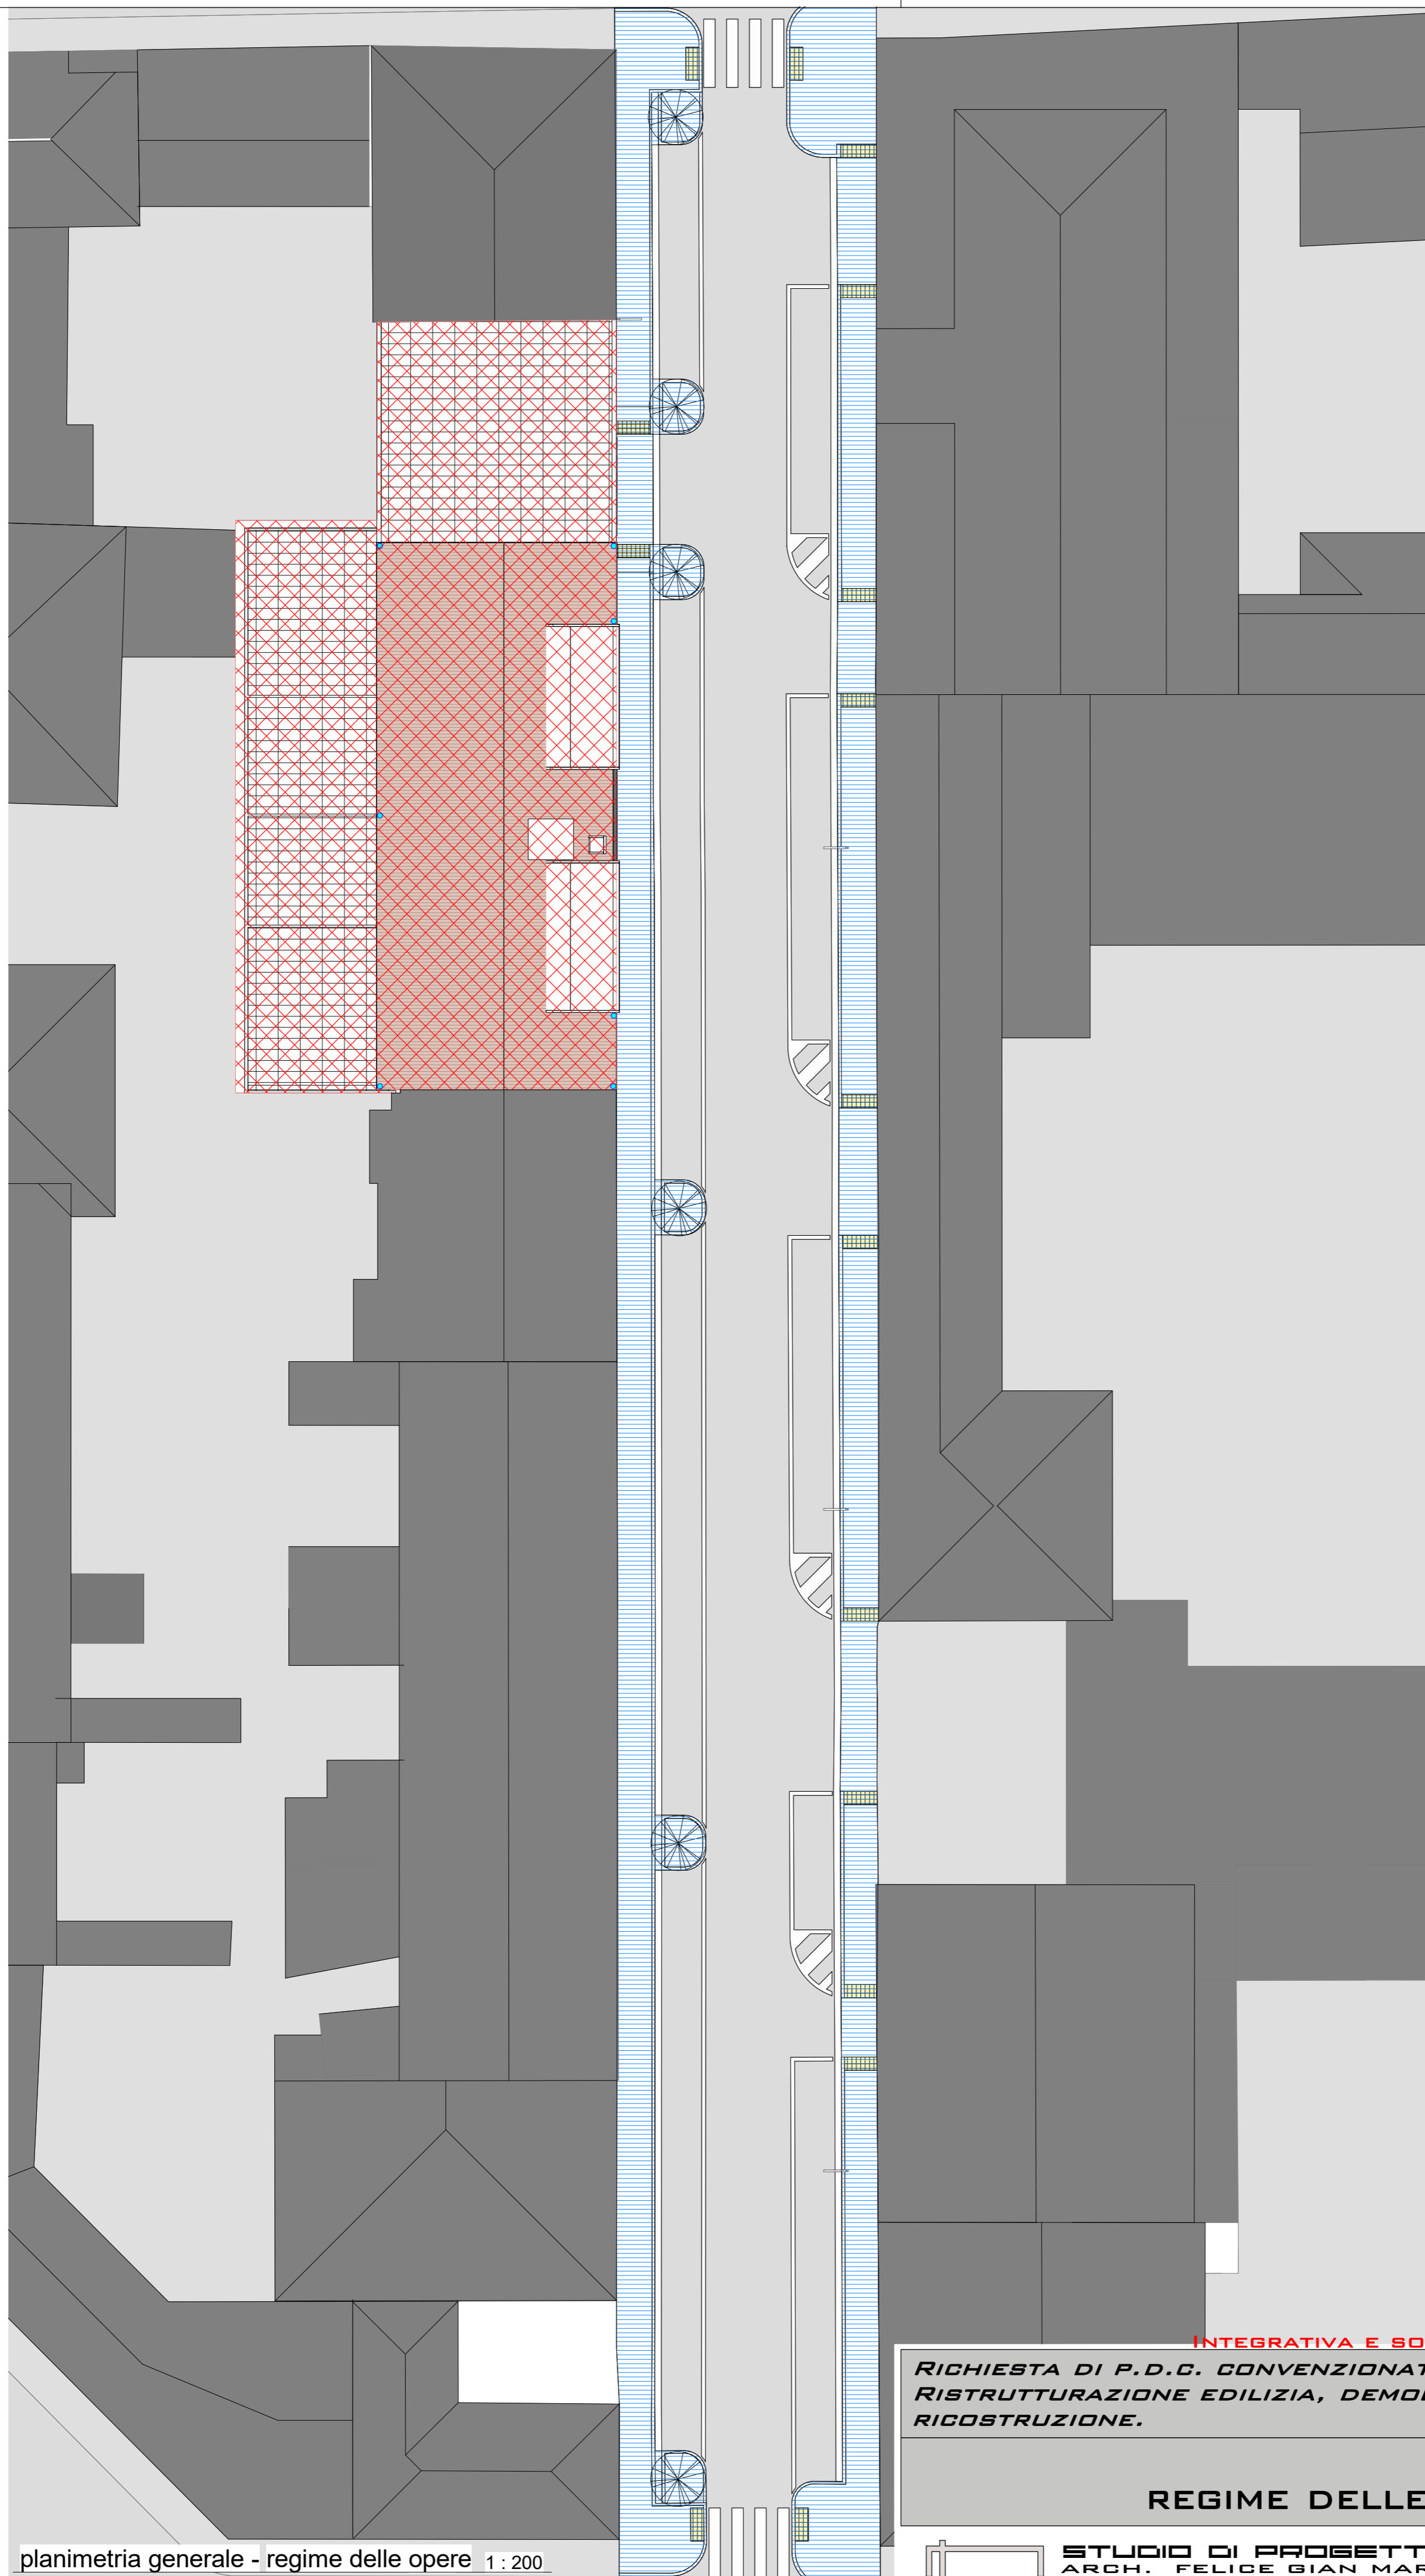 INTEGRATIVA E SO
RICHIESTA DI P.D.C. CONVENZIONAT
RISTRUTTURAZIONE EDILIZIA, DEMO
RICOSTRUZIONE.
REGIME DELLE
STUDIO DI PROGETT
ARCH. FELICE GIAN MAR
planimetria generale - regime delle opere 1 : 200